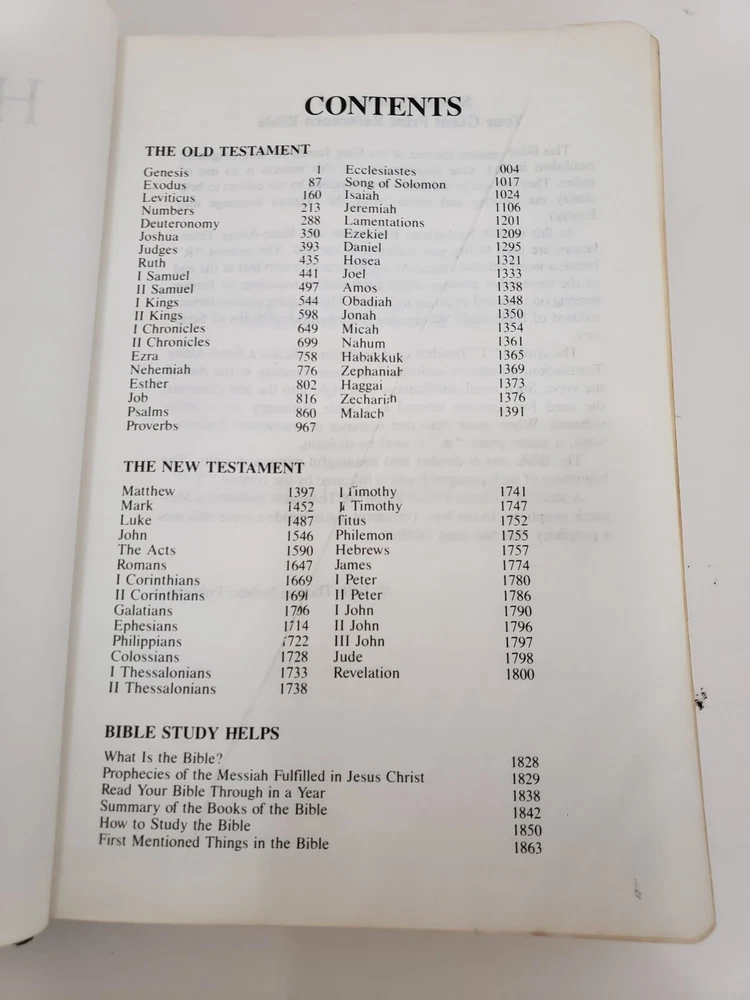 CONTENTS
THE OLD TESTAMENT
Genesis 1
Exodus 87
Leviticus 160
Numbers 213
Deuteronomy 288
Joshua 350
Judges 393
Ruth 435
I Samuel 441
II Samuel 497
I Kings 544
II Kings 598
I Chronicles 649
II Chronicles 699
Ezra 758
Nehemiah 776
Esther 802
Job 816
Psalms 860
Proverbs 967
Ecclesiastes 004
Song of Solomon 1017
Isaiah 1024
Jeremiah 1106
Lamentations 1201
Ezekiel 1209
Daniel 1295
Hosea 1321
Joel 1333
Amos 1338
Obadiah 1348
Jonah 1350
Micah 1354
Nahum 1361
Habakkuk 1365
Zephaniah 1369
Haggai 1373
Zechariah 1376
Malach 1391
THE NEW TESTAMENT
Matthew 1397
Mark 1452
Luke 1487
John 1546
The Acts 1590
Romans 1647
I Corinthians 1669
II Corinthians 1691
Galatians 1706
Ephesians 1714
Philippians 1722
Colossians 1728
I Thessalonians 1733
II Thessalonians 1738
I Timothy 1741
II Timothy 1747
Titus 1752
Philemon 1755
Hebrews 1757
James 1774
I Peter 1780
II Peter 1786
I John 1790
II John 1796
III John 1797
Jude 1798
Revelation 1800
BIBLE STUDY HELPS
What Is the Bible? 1828
Prophecies of the Messiah Fulfilled in Jesus Christ 1829
Read Your Bible Through in a Year 1838
Summary of the Books of the Bible 1842
How to Study the Bible 1850
First Mentioned Things in the Bible 1863